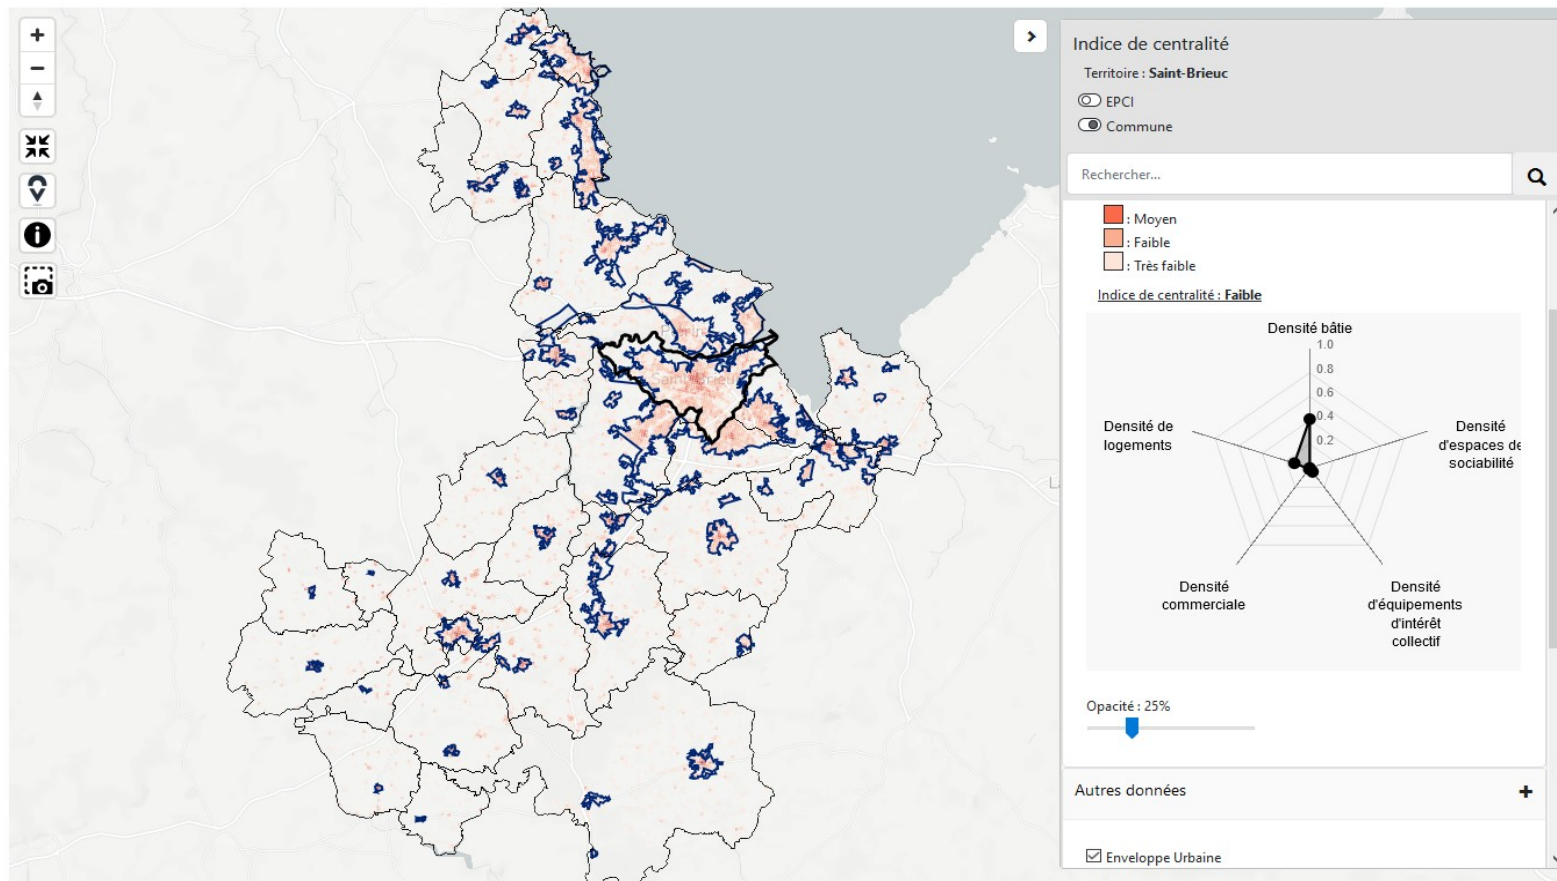 Indice de centralité
Territoire : Saint-Brieuc
EPCI
Commune
Rechercher...
: Moyen
: Faible
: Très faible
Indice de centralité : Faible
Densité bâtie
1.0
0.8
0.6
0.4
0.2
Densité de
logements
Densité
d'espaces de
sociabilité
Densité
commerciale
Densité
d'équipements
d'intérêt
collectif
Opacité : 25%
Autres données
Enveloppe Urbaine
Saint-Brieuc